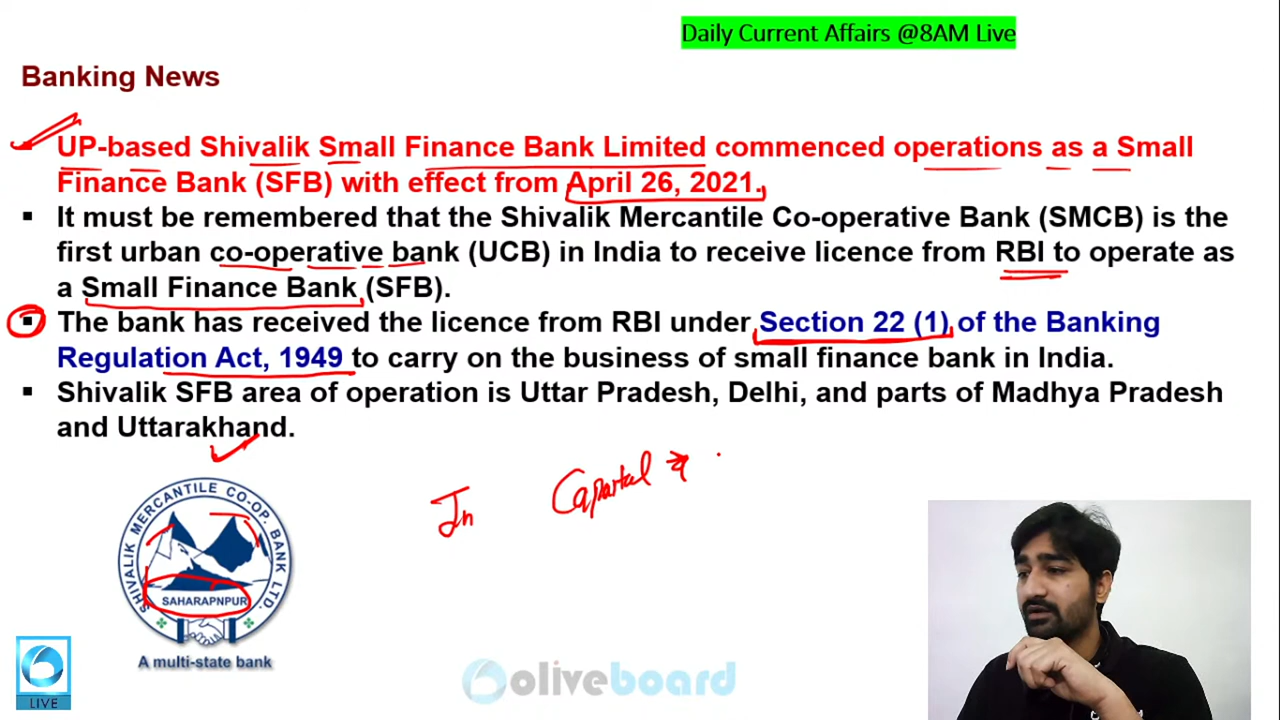 Daily Current Affairs @8AM Live
Banking News
UP-based Shivalik Small Finance Bank Limited commenced operations as a Small
Finance Bank (SFB) with effect from April 26, 2021.
▪ It must be remembered that the Shivalik Mercantile Co-operative Bank (SMCB) is the
first urban co-operative bank (UCB) in India to receive licence from RBI to operate as
a Small Finance Bank (SFB).
▪ The bank has received the licence from RBI under Section 22 (1) of the Banking
Regulation Act, 1949 to carry on the business of small finance bank in India.
▪ Shivalik SFB area of operation is Uttar Pradesh, Delhi, and parts of Madhya Pradesh
and Uttarakhand.
In Capital
SHIVALIK MERCANTILE CO-OP. BANK LTD.
SAHARAPNPUR
A multi-state bank
LIVE
oliveboard